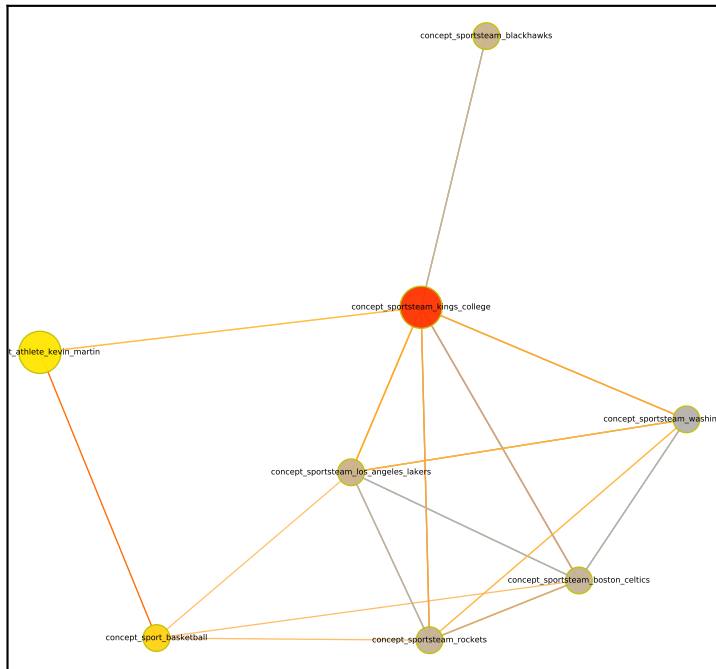 concept_sportsteam_blackhawks
concept_sportsteam_kings_college
t_athlete_kevin_martin
concept_sportsteam_washin
concept_sportsteam_los_angeles_lakers
concept_sportsteam_boston_celtics
concept_sport_basketball
concept_sportsteam_rockets